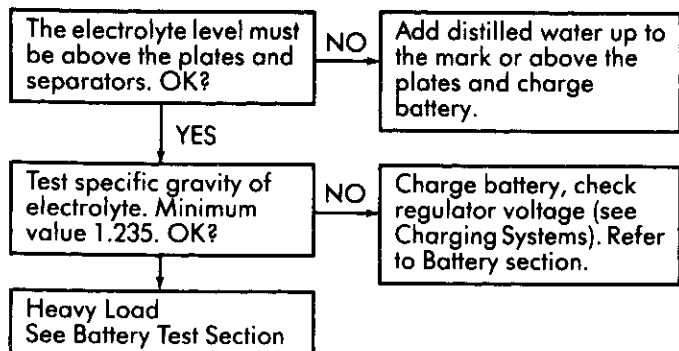 The electrolyte level must
be above the plates and
separators. OK?
NO
Add distilled water up to
the mark or above the
plates and charge
battery.
YES
Test specific gravity of
electrolyte. Minimum
value 1.235. OK?
NO
Charge battery, check
regulator voltage (see
Charging Systems). Refer
to Battery section.
Heavy Load
See Battery Test Section